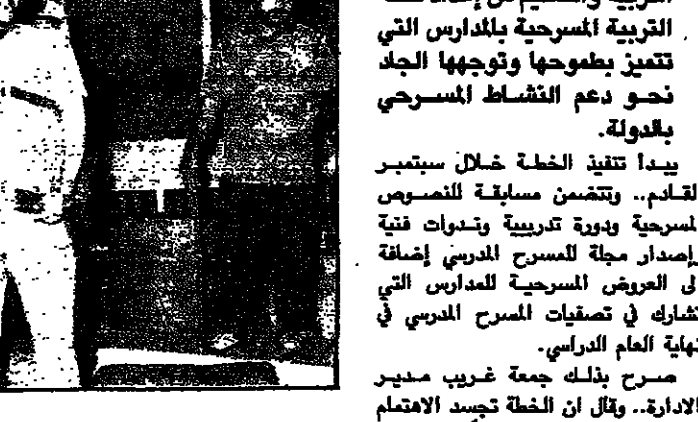 التربية المسرحية بالمدارس التي
تتميز بطموحها وتوجهها الجاد
نحو دعم النشاط المسرحي
بالدولة.
يبدأ تنفيذ الخطة خلال سبتمبر
القادم.. وتتضمن مسابقة للنصوص
المسرحية ودورة تدريبية وندوات فنية
إصدار مجلة للمسرح المدرسي إضافة
لى العروض المسرحية للمدارس التي
تشارك في تصفيات المسرح المدرسي في
نهاية العام الدراسي.
صرح بذلك جمعة غريب مدير
الادارة.. وقال ان الخطة تجسد الاهتمام